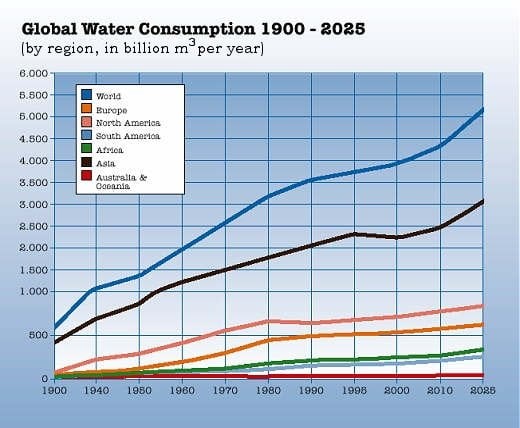 Global Water Consumption 1900 - 2025
(by region, in billion m3 per year)
6.000
5.500
5.000
4.500
4.000
3.500
3.000
2.500
2.000
1.500
1.000
500
0
World
Europe
North America
South America
Africa
Asia
Australia &
Oceania
1900 1940 1950 1960 1970 1980 1990 1995 2000 2010 2025